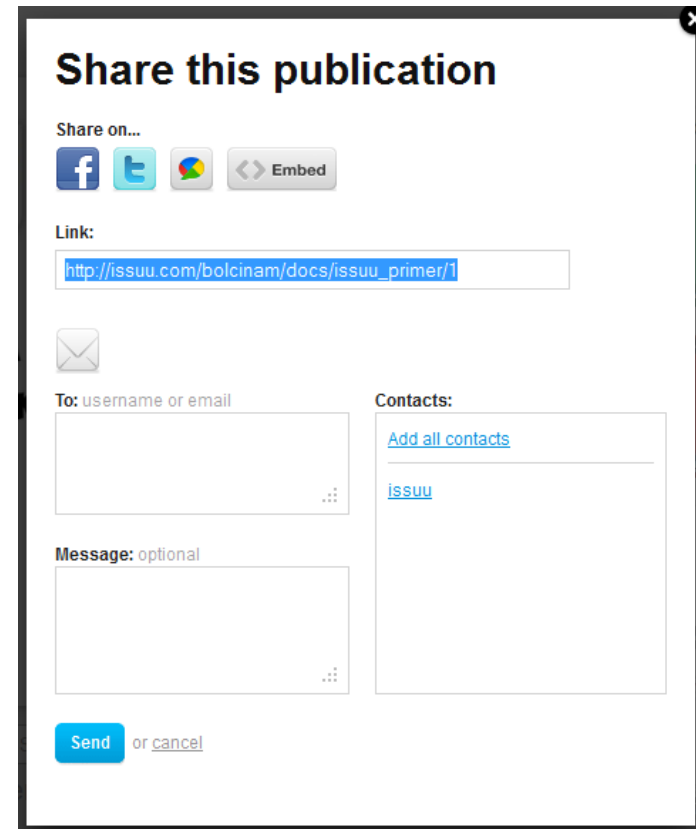 Share this publication
Share on...
Embed
Link:
http://issuu.com/bolcinam/docs/issuu_primer/1
To: username or email
Contacts:
Add all contacts
issuu
Message: optional
Send or cancel